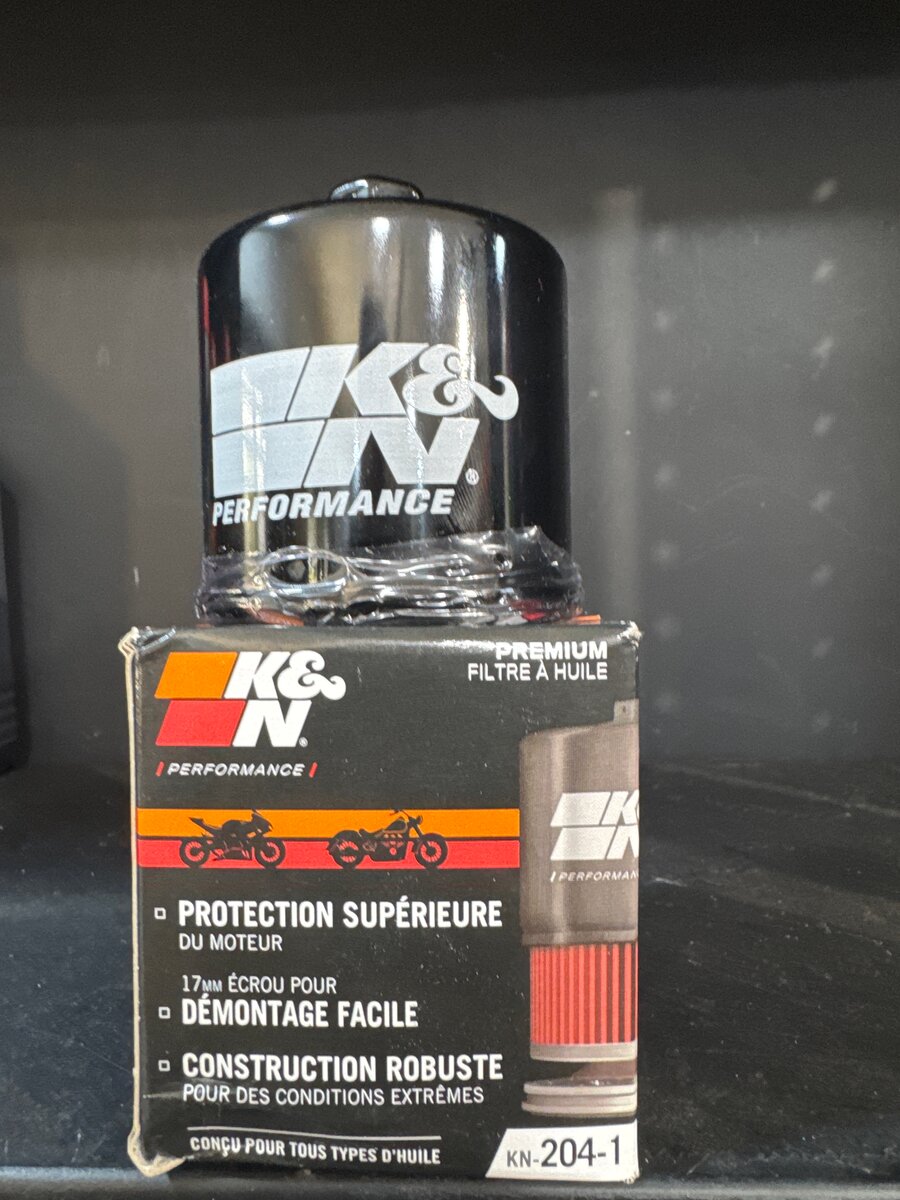 K&
N®
PERFORMANCE
K&
N®
PERFORMANCE
PREMIUM
FILTRE À HUILE
PROTECTION SUPÉRIEURE
DU MOTEUR
17MM ÉCROU POUR
DÉMONTAGE FACILE
CONSTRUCTION ROBUSTE
POUR DES CONDITIONS EXTRÊMES
CONÇU POUR TOUS TYPES D'HUILE
K
N
PERFORMAN
KN-204-1